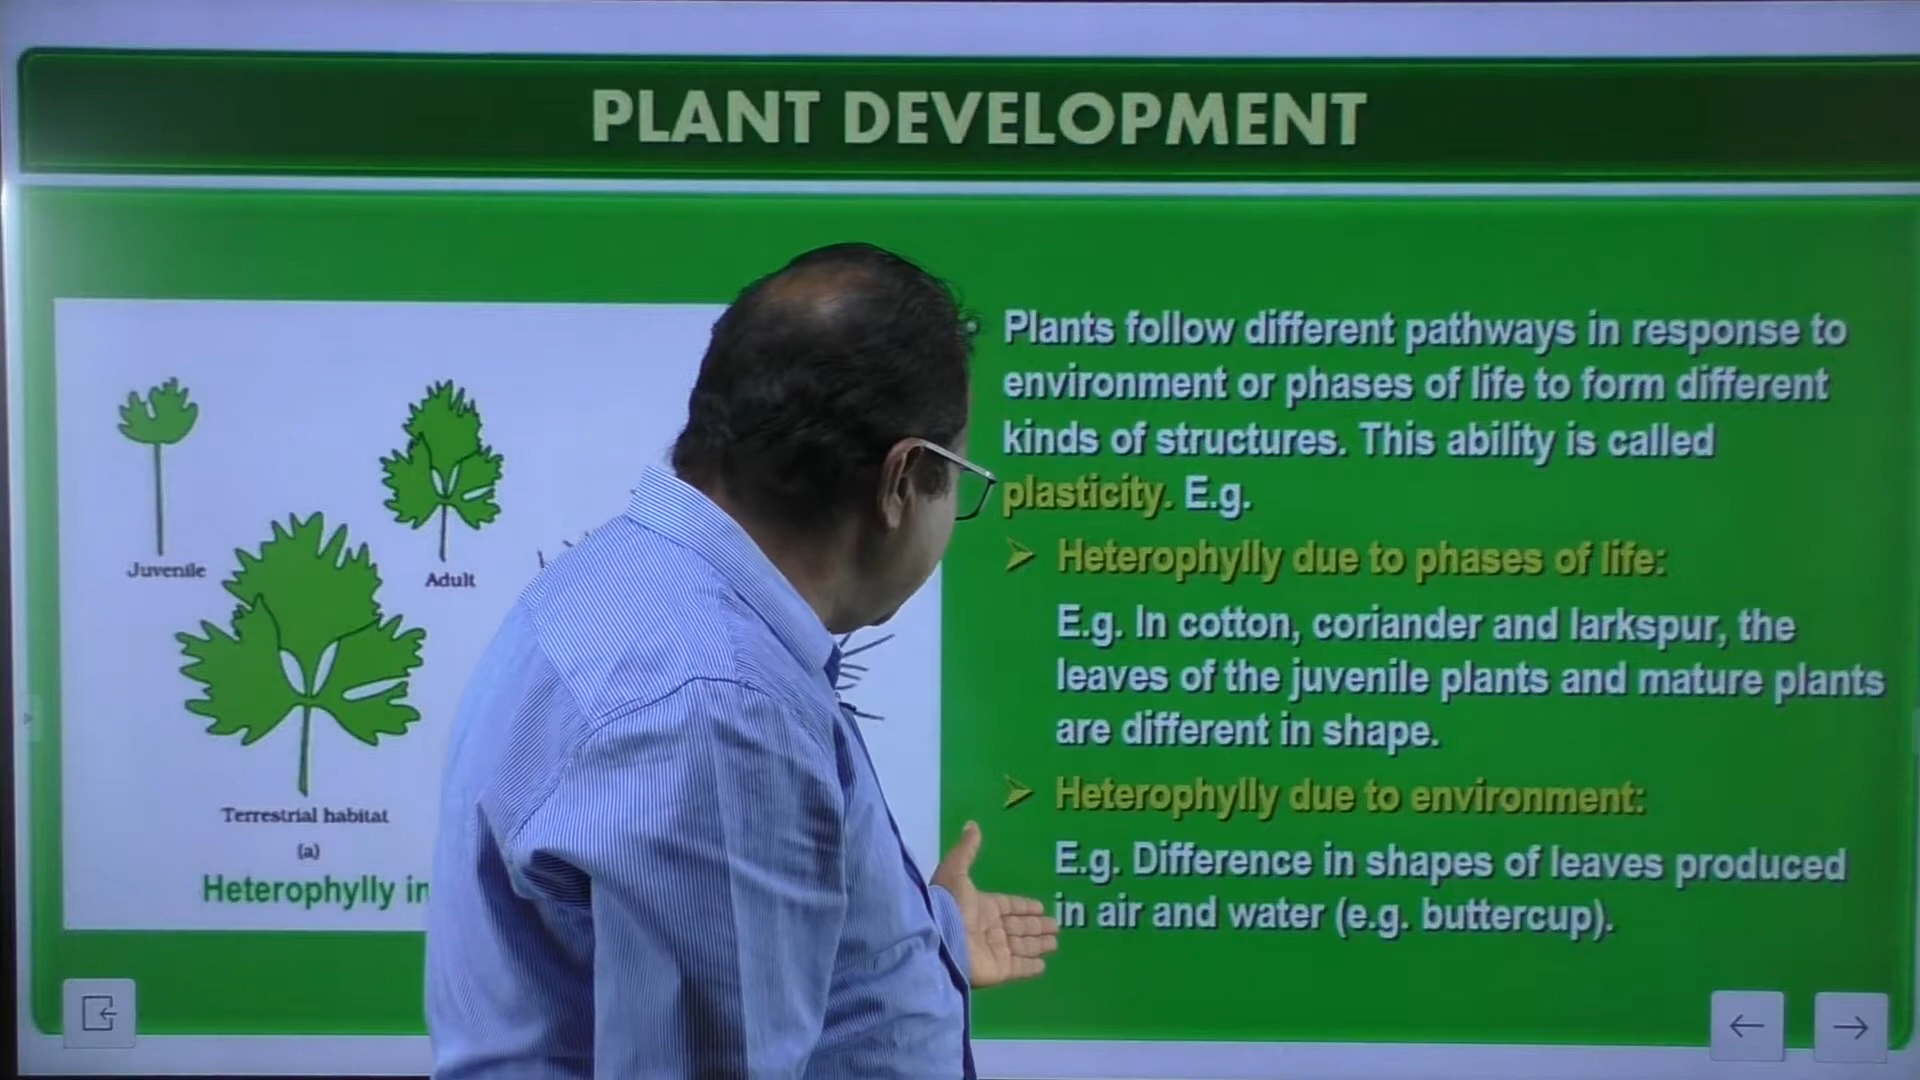 PLANT DEVELOPMENT
Juvenile
Adult
Terrestrial habitat
(a)
Heterophylly in
Plants follow different pathways in response to
environment or phases of life to form different
kinds of structures. This ability is called
plasticity. E.g.
Heterophylly due to phases of life:
E.g. In cotton, coriander and larkspur, the
leaves of the juvenile plants and mature plants
are different in shape.
Heterophylly due to environment:
E.g. Difference in shapes of leaves produced
in air and water (e.g. buttercup).